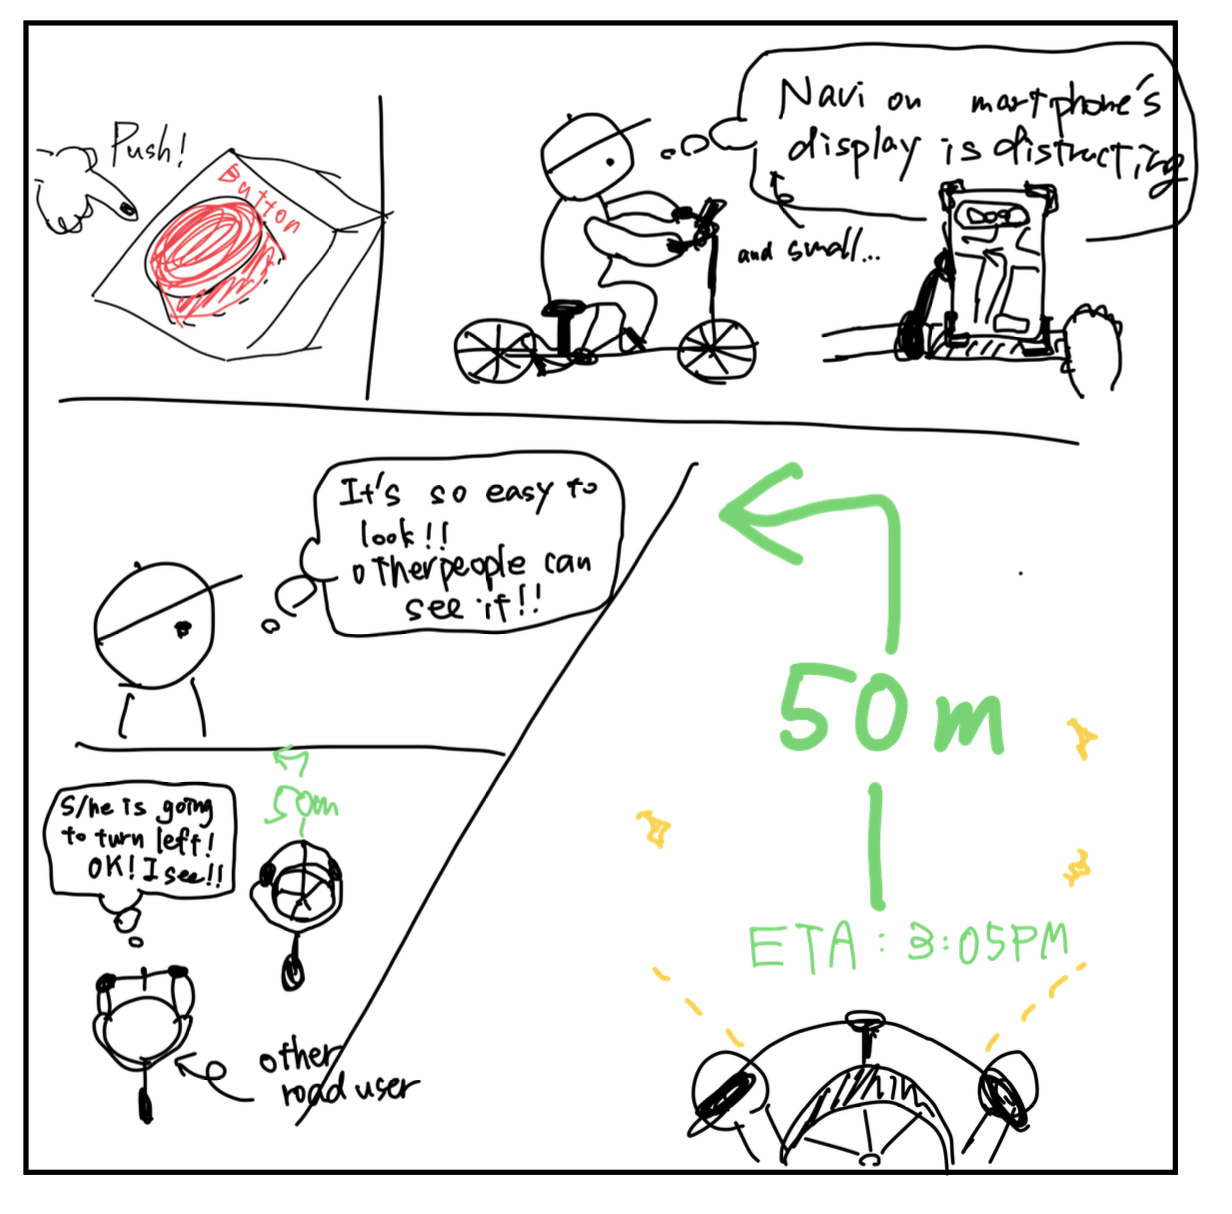 Push!
Button
Navi on martphone's
display is distructing
and small...
It's so easy to
look!!
otherpeople can
see it!!
50m
ETA: 3:05PM
S/he is going
to turn left!
OK! I see!!
50m
other
road user